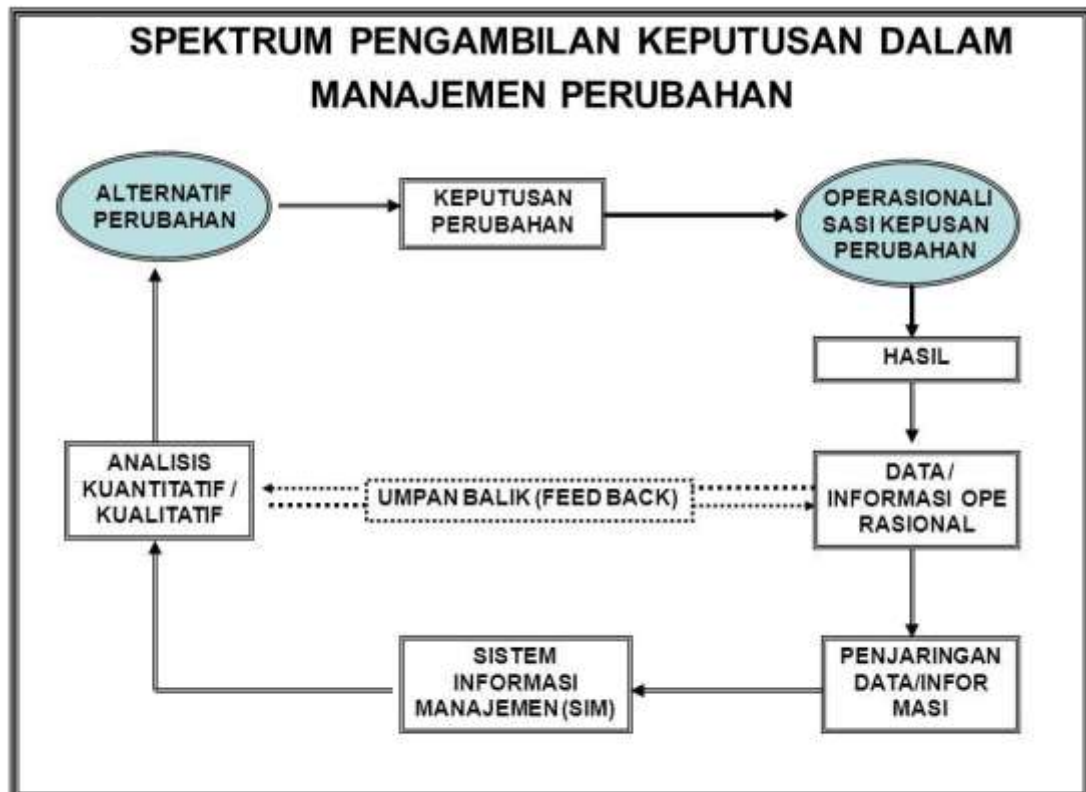 SPEKTRUM PENGAMBILAN KEPUTUSAN DALAM
MANAJEMEN PERUBAHAN
ALTERNATIF
PERUBAHAN
KEPUTUSAN
PERUBAHAN
OPERASIONALI
SASI KEPUSAN
PERUBAHAN
HASIL
ANALISIS
KUANTITATIF /
KUALITATIF
UMPAN BALIK (FEED BACK)
DATA/
INFORMASI OPE
RASIONAL
SISTEM
INFORMASI
MANAJEMEN (SIM)
PENJARINGAN
DATA/INFOR
MASI